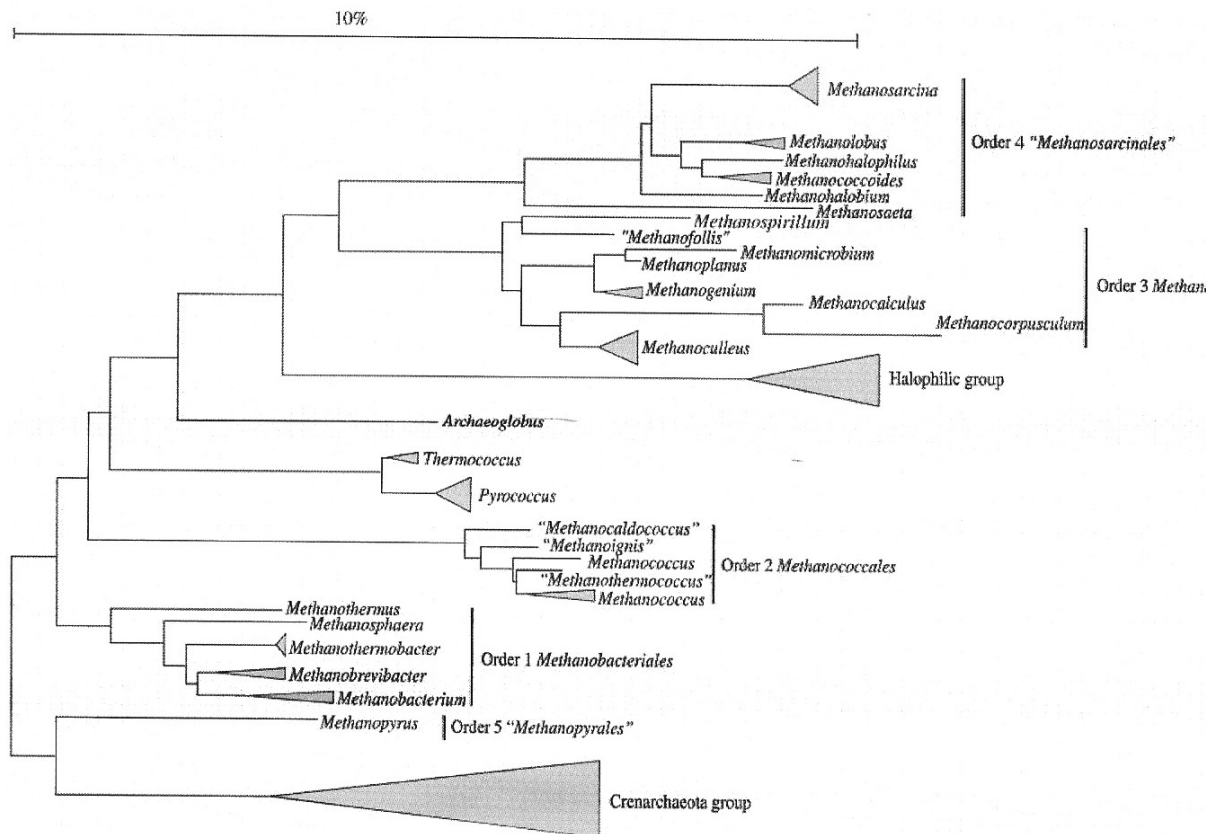 10%
Methanosarcina
Methanolobus
Order 4 “Methanosarcinales”
Methanohalophilus
Methanococcoides
Methanohalobium
Methanosaeta
Methanospirillum
"Methanofollis"
Methanomicrobium
Methanoplanus
Methanogenium
Order 3 Methana
Methanocalculus
Methanocorpusculum
Methanoculleus
Halophilic group
Archaeoglobus
Thermococcus
Pyrococcus
“Methanocaldococcus”
“Methanoignis”
Methanococcus
Order 2 Methanococcales
“Methanothermococcus”
Methanococcus
Methanothermus
Methanosphaera
Methanothermobacter
Order 1 Methanobacteriales
Methanobrevibacter
Methanobacterium
Methanopyrus
Order 5 “Methanopyrales”
Crenarchaeota group